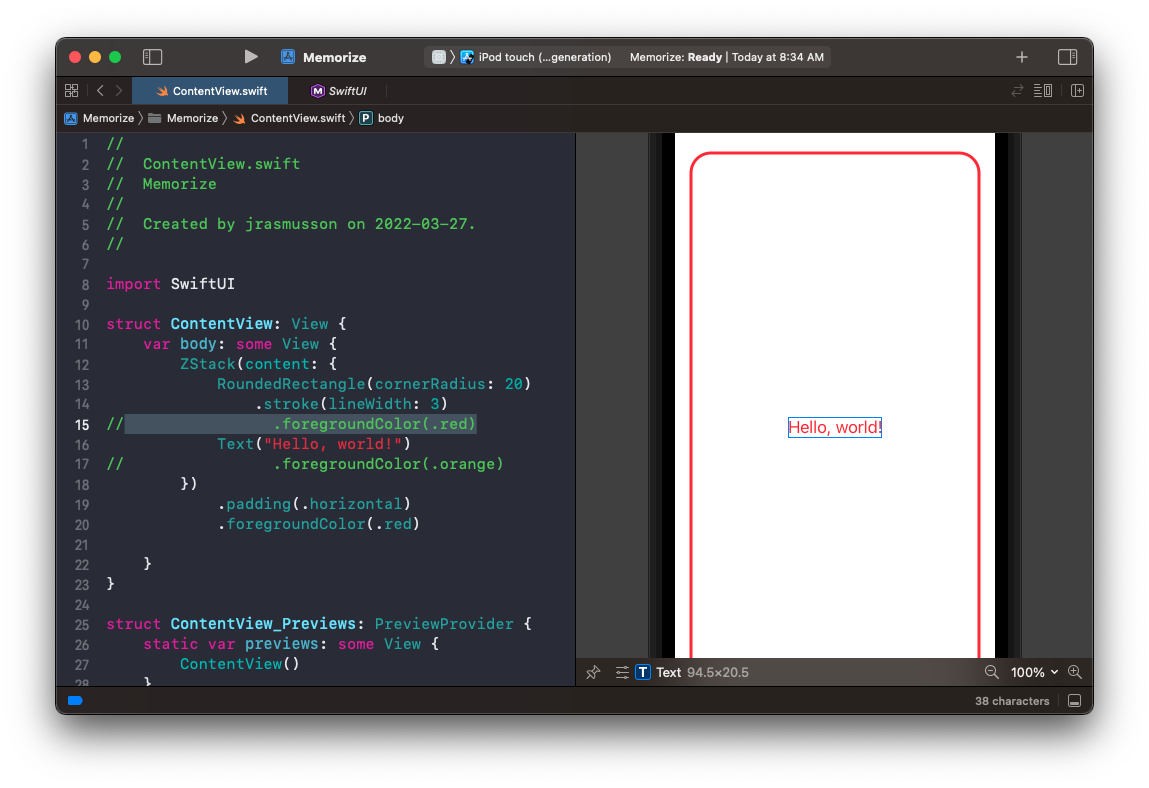 Memorize
iPod touch (...generation)
Memorize: Ready | Today at 8:34 AM
ContentView.swift
M SwiftUI
Memorize
Memorize
ContentView.swift
P body
1 //
2 //  ContentView.swift
3 //  Memorize
4 //
5 //  Created by jrasmusson on 2022-03-27.
6 //
7
8 import SwiftUI
9
10 struct ContentView: View {
11     var body: some View {
12         ZStack(content: {
13             RoundedRectangle(cornerRadius: 20)
14                 .stroke(lineWidth: 3)
15 //                .foregroundColor(.red)
16             Text("Hello, world!")
17 //                .foregroundColor(.orange)
18         })
19             .padding(.horizontal)
20             .foregroundColor(.red)
21
22     }
23 }
24
25 struct ContentView_Previews: PreviewProvider {
26     static var previews: some View {
27         ContentView()
28     }
Hello, world!
T Text 94.5×20.5
100%
38 characters